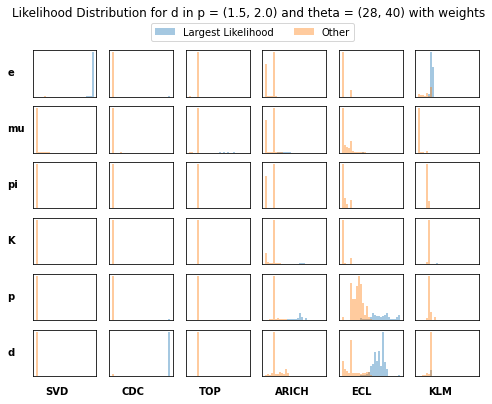 Likelihood Distribution for d in p = (1.5, 2.0) and theta = (28, 40) with weights
Largest Likelihood Other
e
mu
pi
K
p
d
SVD CDC TOP ARICH ECL KLM